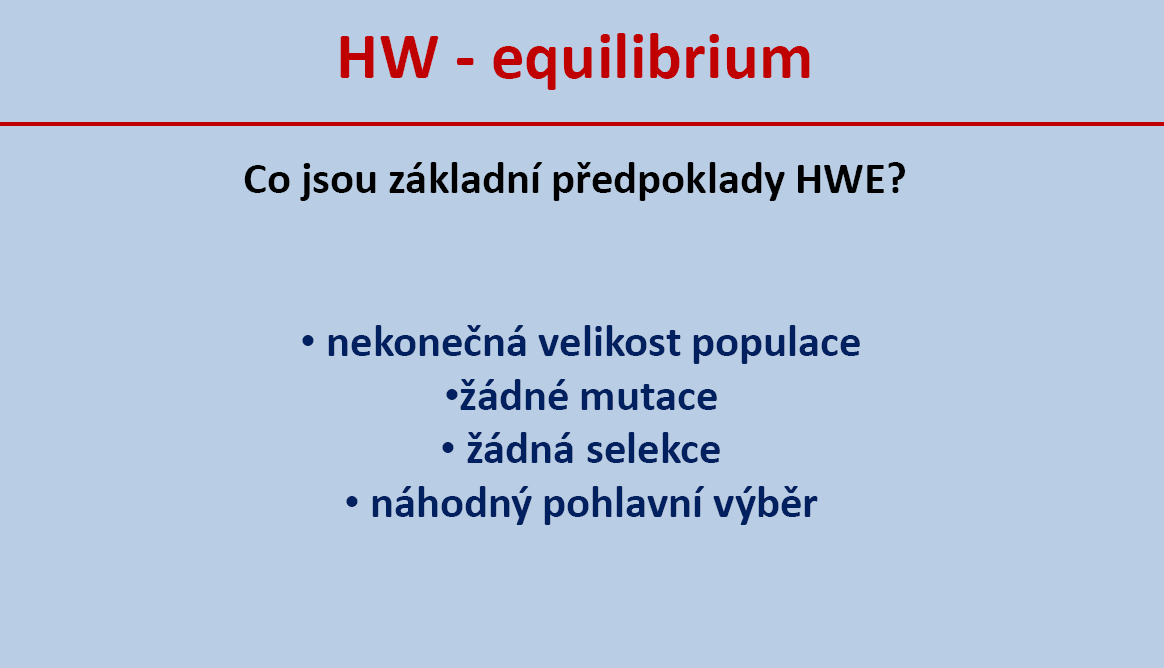 HW - equilibrium
Co jsou základní předpoklady HWE?
• nekonečná velikost populace
•žádné mutace
• žádná selekce
• náhodný pohlavní výběr